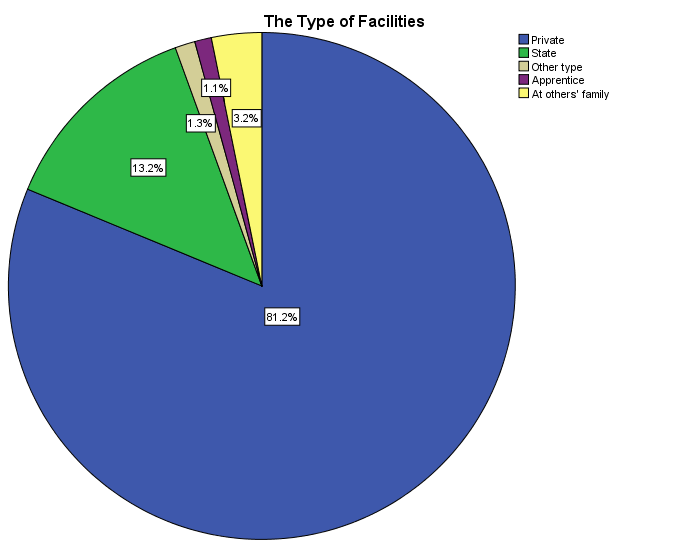 The Type of Facilities
Private
State
Other type
Apprentice
At others' family
1.1%
3.2%
1.3%
13.2%
81.2%